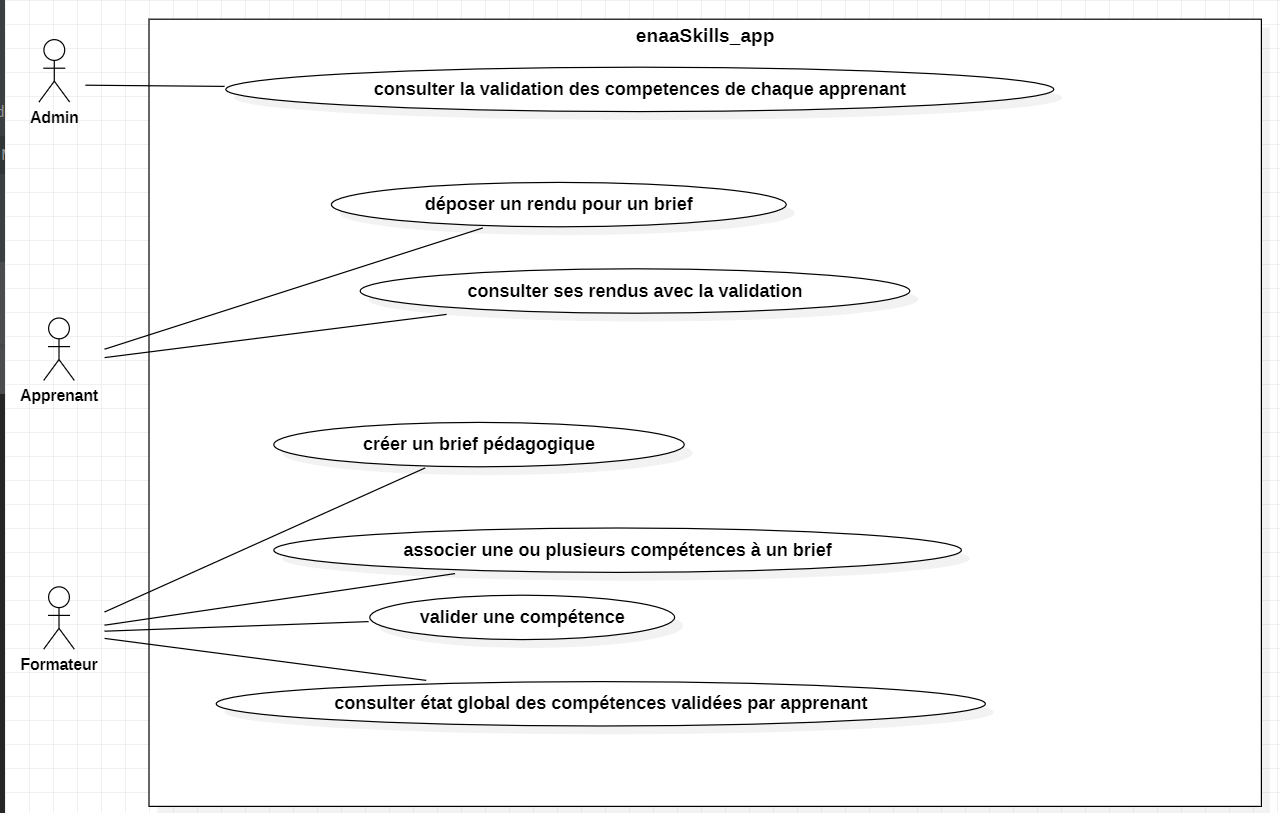 enaaSkills_app
consulter la validation des competences de chaque apprenant
Admin
déposer un rendu pour un brief
consulter ses rendus avec la validation
Apprenant
créer un brief pédagogique
associer une ou plusieurs compétences à un brief
valider une compétence
Formateur
consulter état global des compétences validées par apprenant